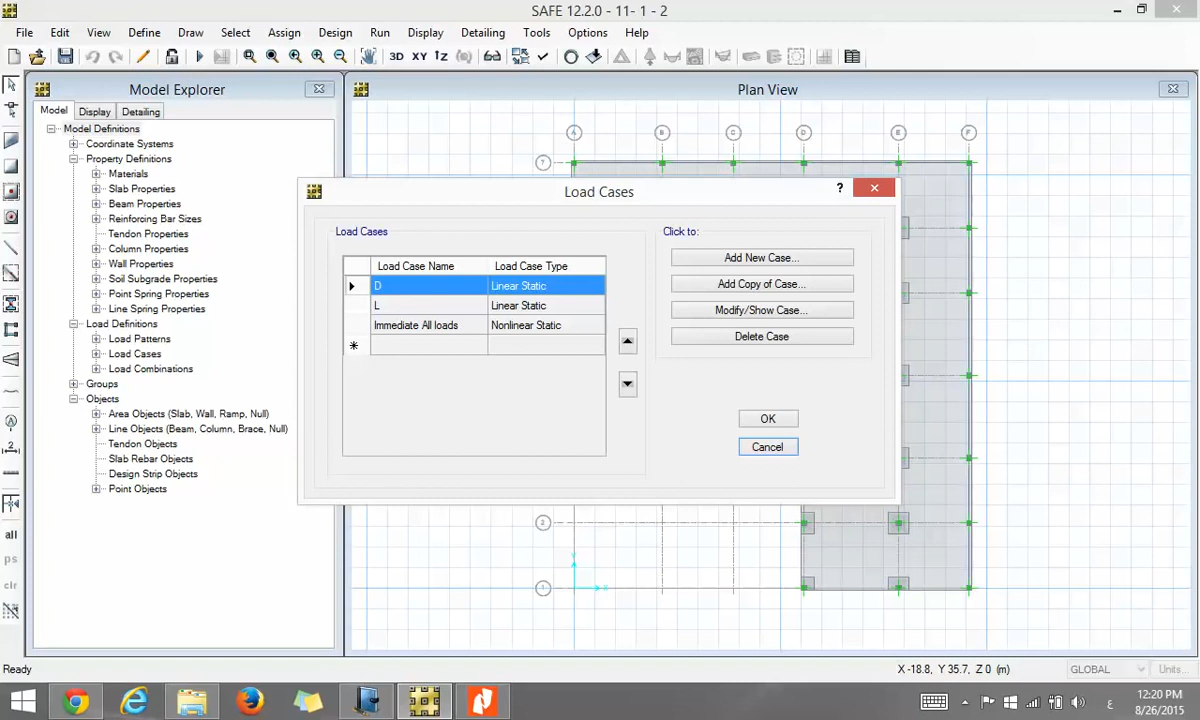 SAFE 12.2.0 - 11- 1 - 2
File Edit View Define Draw Select Assign Design Run Display Detailing Tools Options Help
3D XY
Model Explorer
Plan View
Model Display Detailing
Model Definitions
Coordinate Systems
Property Definitions
Materials
Slab Properties
Beam Properties
Reinforcing Bar Sizes
Tendon Properties
Column Properties
Wall Properties
Soil Subgrade Properties
Point Spring Properties
Line Spring Properties
Load Definitions
Load Patterns
Load Cases
Load Combinations
Groups
Objects
Area Objects (Slab, Wall, Ramp, Null)
Line Objects (Beam, Column, Brace, Null)
Tendon Objects
Slab Rebar Objects
Design Strip Objects
Point Objects
all
ps
clr
A B C D E F
7
2
1
Load Cases
?
Load Cases
Load Case Name Load Case Type
D Linear Static
L Linear Static
Immediate All loads Nonlinear Static
Click to:
Add New Case...
Add Copy of Case...
Modify/Show Case...
Delete Case
OK
Cancel
Ready
X -18.8, Y 35.7, Z 0 (m)
GLOBAL
Units...
ع
12:20 PM
8/26/2015